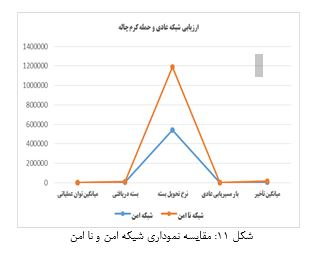 ارزیابی شبکه عادی و حمله کرم چاله
1400000
1200000
1000000
800000
600000
400000
200000
0
میانگین توان عملیاتی بسته دریافتی نرخ تحویل بسته بار مسیریابی عادی میانگین تأخیر
شبکه امن شبکه نا امن
شکل ۱۱: مقایسه نموداری شبکه امن و نا امن